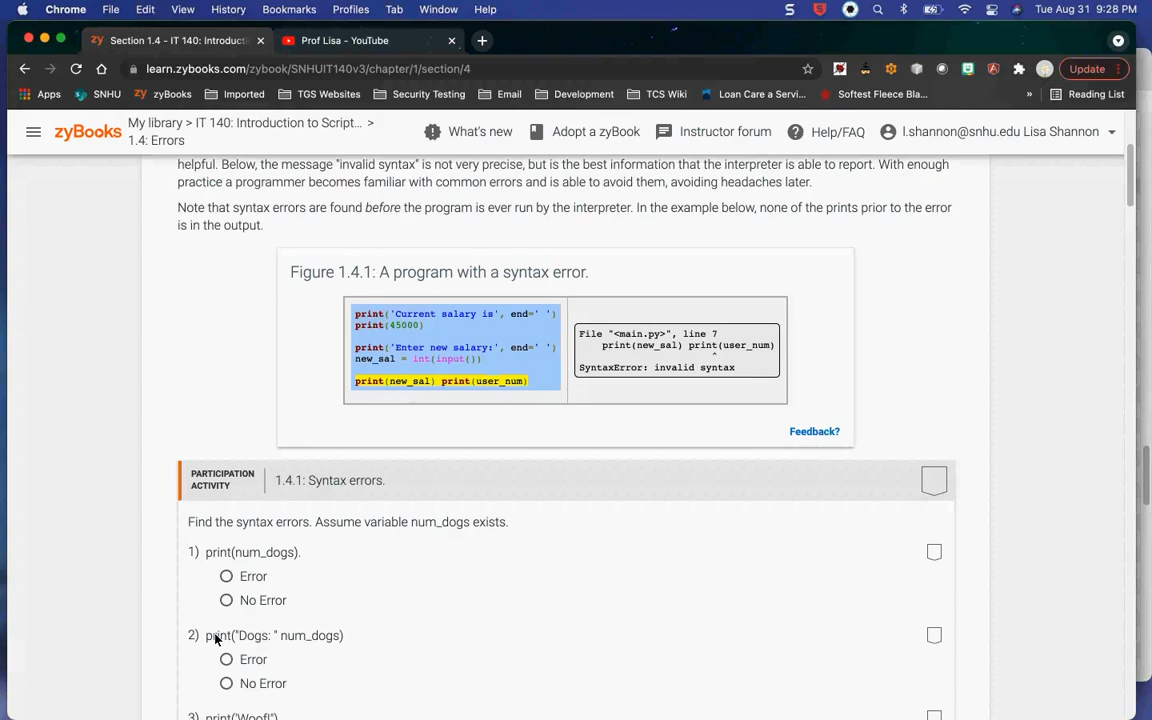 Chrome File Edit View History Bookmarks Profiles Tab Window Help Tue Aug 31 9:28 PM
zy Section 1.4 - IT 140: Introducti Prof Lisa - YouTube
learn.zybooks.com/zybook/SNHUIT140v3/chapter/1/section/4 Update
Apps SNHU zy zyBooks Imported TGS Websites Security Testing Email Development TCS Wiki Loan Care a Servi... Softest Fleece Bla... » Reading List
zyBooks My library > IT 140: Introduction to Script... > What's new Adopt a zyBook Instructor forum Help/FAQ l.shannon@snhu.edu Lisa Shannon
1.4: Errors
helpful. Below, the message "invalid syntax" is not very precise, but is the best information that the interpreter is able to report. With enough
practice a programmer becomes familiar with common errors and is able to avoid them, avoiding headaches later.
Note that syntax errors are found before the program is ever run by the interpreter. In the example below, none of the prints prior to the error
is in the output.
Figure 1.4.1: A program with a syntax error.
print('Current salary is', end=' ')
print(45000)
print('Enter new salary:', end=' ')
new_sal = int(input())
print(new_sal) print(user_num)
File "<main.py>", line 7
print(new_sal) print(user_num)
^
SyntaxError: invalid syntax
Feedback?
PARTICIPATION
ACTIVITY
1.4.1: Syntax errors.
Find the syntax errors. Assume variable num_dogs exists.
1) print(num_dogs).
Error
No Error
2) print("Dogs: " num_dogs)
Error
No Error
3) print('Woof!")